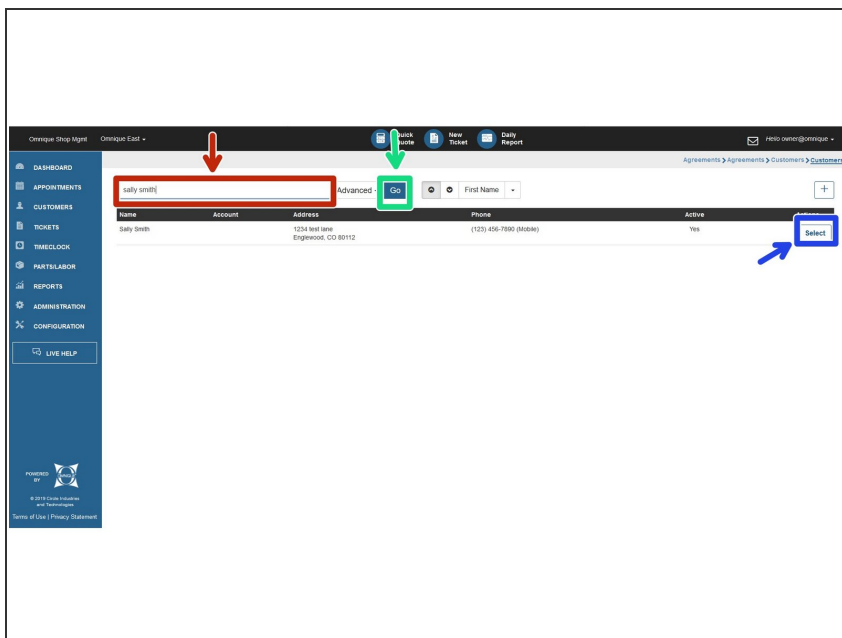 Omnique Shop Mgmt
Omnique East
Quick Quote
New Ticket
Daily Report
Hello owner@omnique
Agreements > Agreements > Customers > Customers
DASHBOARD
APPOINTMENTS
CUSTOMERS
TICKETS
TIMECLOCK
PARTS/LABOR
REPORTS
ADMINISTRATION
CONFIGURATION
LIVE HELP
sally smith
Advanced
Go
First Name
Name Account Address Phone Active Actions
Sally Smith 1234 test lane (123) 456-7890 (Mobile) Yes Select
Englewood, CO 80112
POWERED
BY
© 2019 Circle Industries
and Technologies
Terms of Use | Privacy Statement